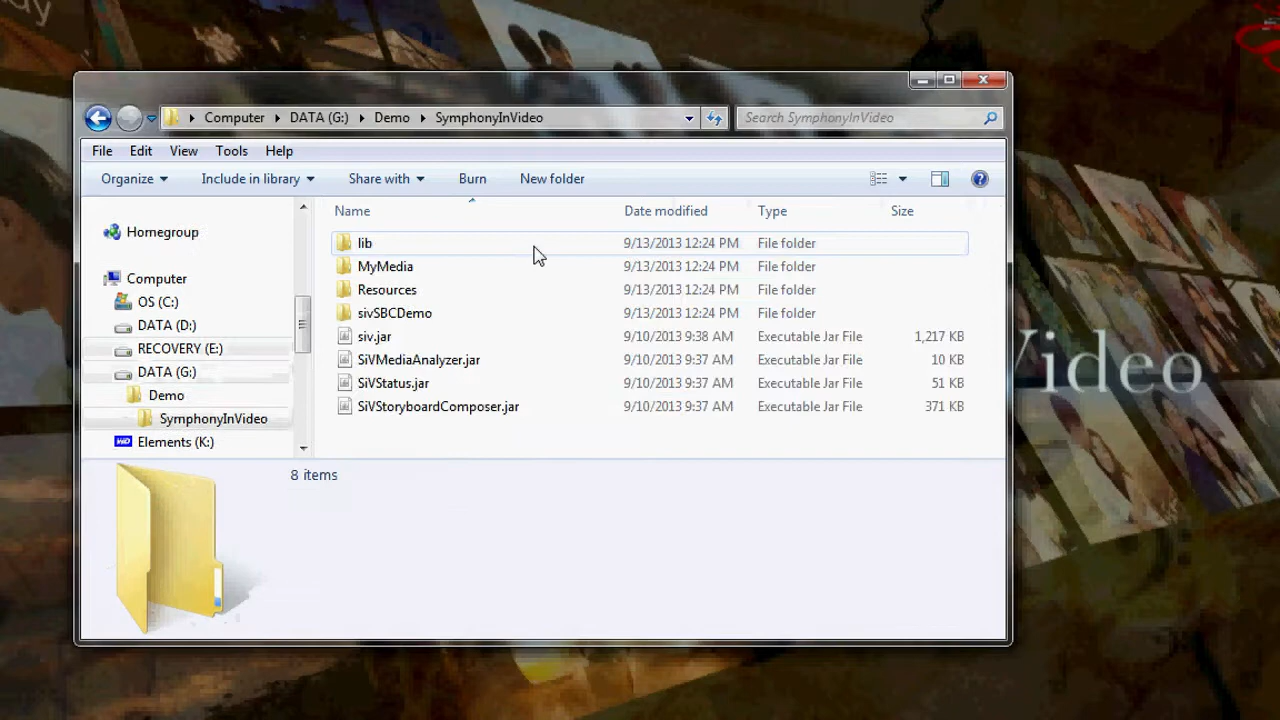 dy
Computer DATA (G:) Demo SymphonyInVideo Search SymphonyInVideo
File Edit View Tools Help
Organize Include in library Share with Burn New folder
Name Date modified Type Size
Homegroup
Computer
OS (C:)
DATA (D:)
RECOVERY (E:)
DATA (G:)
Demo
SymphonyInVideo
Elements (K:)
lib 9/13/2013 12:24 PM File folder
MyMedia 9/13/2013 12:24 PM File folder
Resources 9/13/2013 12:24 PM File folder
sivSBCDemo 9/13/2013 12:24 PM File folder
siv.jar 9/10/2013 9:38 AM Executable Jar File 1,217 KB
SiVMediaAnalyzer.jar 9/10/2013 9:37 AM Executable Jar File 10 KB
SiVStatus.jar 9/10/2013 9:37 AM Executable Jar File 51 KB
SiVStoryboardComposer.jar 9/10/2013 9:37 AM Executable Jar File 371 KB
8 items
Video